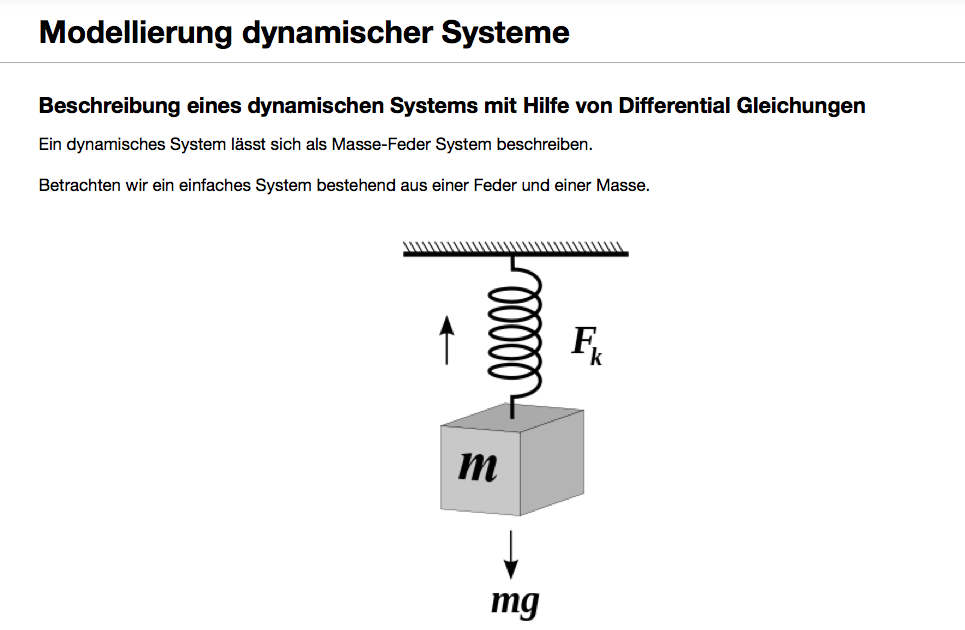 Modellierung dynamischer Systeme
Beschreibung eines dynamischen Systems mit Hilfe von Differential Gleichungen
Ein dynamisches System lässt sich als Masse-Feder System beschreiben.
Betrachten wir ein einfaches System bestehend aus einer Feder und einer Masse.
Fk
m
mg